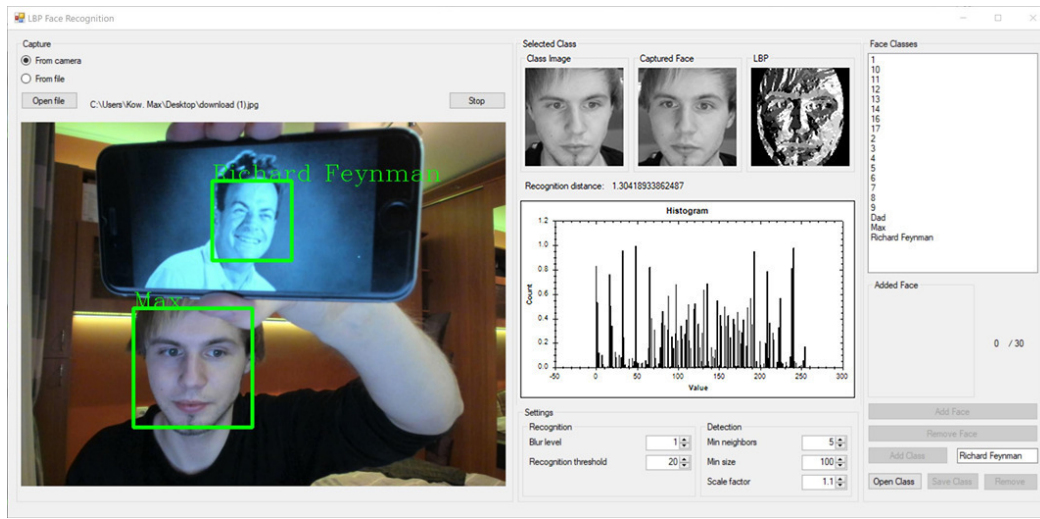 LBP Face Recognition
Capture
From camera
From file
Open file
C:\Users\Kow. Max\Desktop\download (1).jpg
Stop
Richard Feynman
Max
Selected Class
Class Image
Captured Face
LBP
Recognition distance: 1.30418933862487
Histogram
Count
1.2
1.0
0.8
0.6
0.4
0.2
0.0
-50 0 50 100 150 200 250 300
Value
Settings
Recognition
Blur level 1
Recognition threshold 20
Detection
Min neighbors 5
Min size 100
Scale factor 1.1
Face Classes
1
10
11
12
13
14
16
17
2
3
4
5
6
7
8
9
Dad
Max
Richard Feynman
Added Face
0 / 30
Add Face
Remove Face
Add Class Richard Feynman
Open Class Save Class Remove